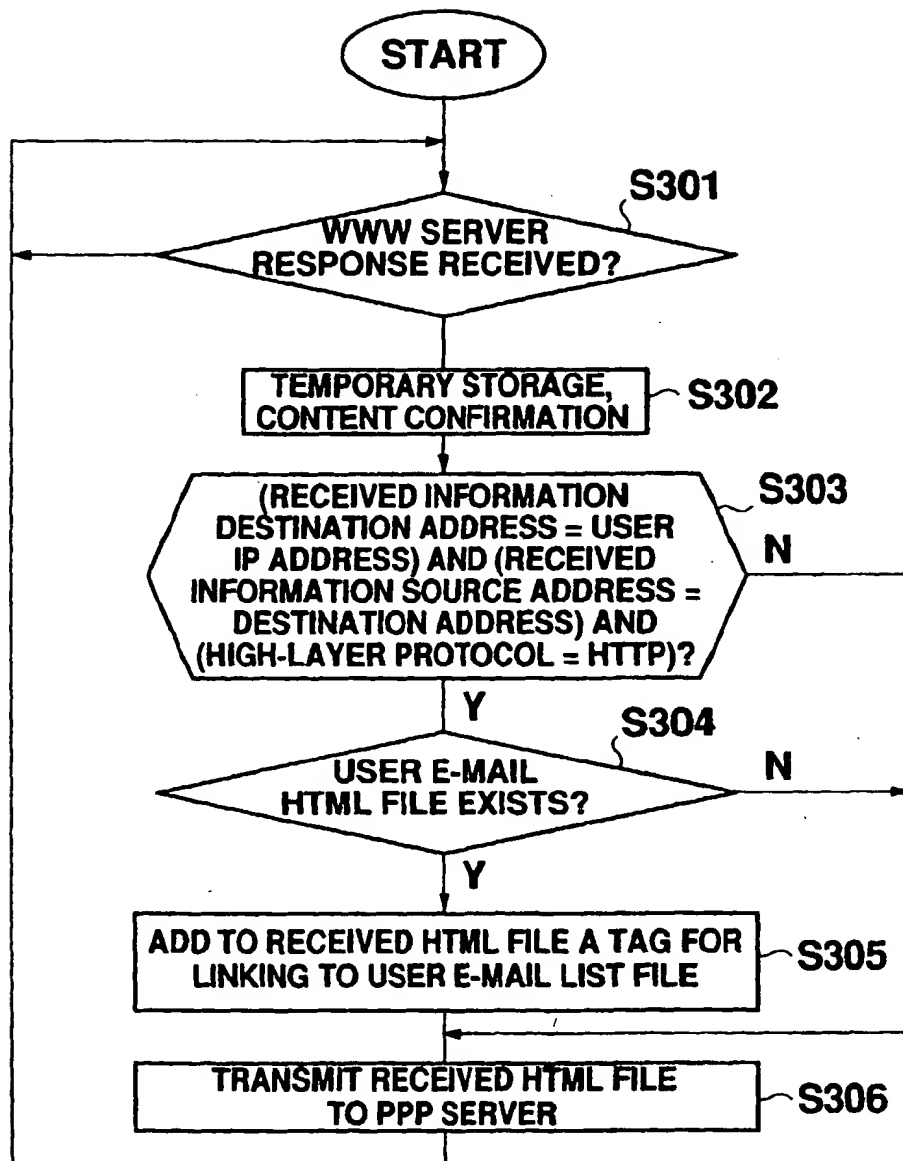 START
S301
WWW SERVER
RESPONSE RECEIVED?
TEMPORARY STORAGE,
CONTENT CONFIRMATION
S302
S303
(RECEIVED INFORMATION
DESTINATION ADDRESS = USER
IP ADDRESS) AND (RECEIVED
INFORMATION SOURCE ADDRESS =
DESTINATION ADDRESS) AND
(HIGH-LAYER PROTOCOL = HTTP)?
N
Y
S304
USER E-MAIL
HTML FILE EXISTS?
N
Y
ADD TO RECEIVED HTML FILE A TAG FOR
LINKING TO USER E-MAIL LIST FILE
S305
TRANSMIT RECEIVED HTML FILE
TO PPP SERVER
S306